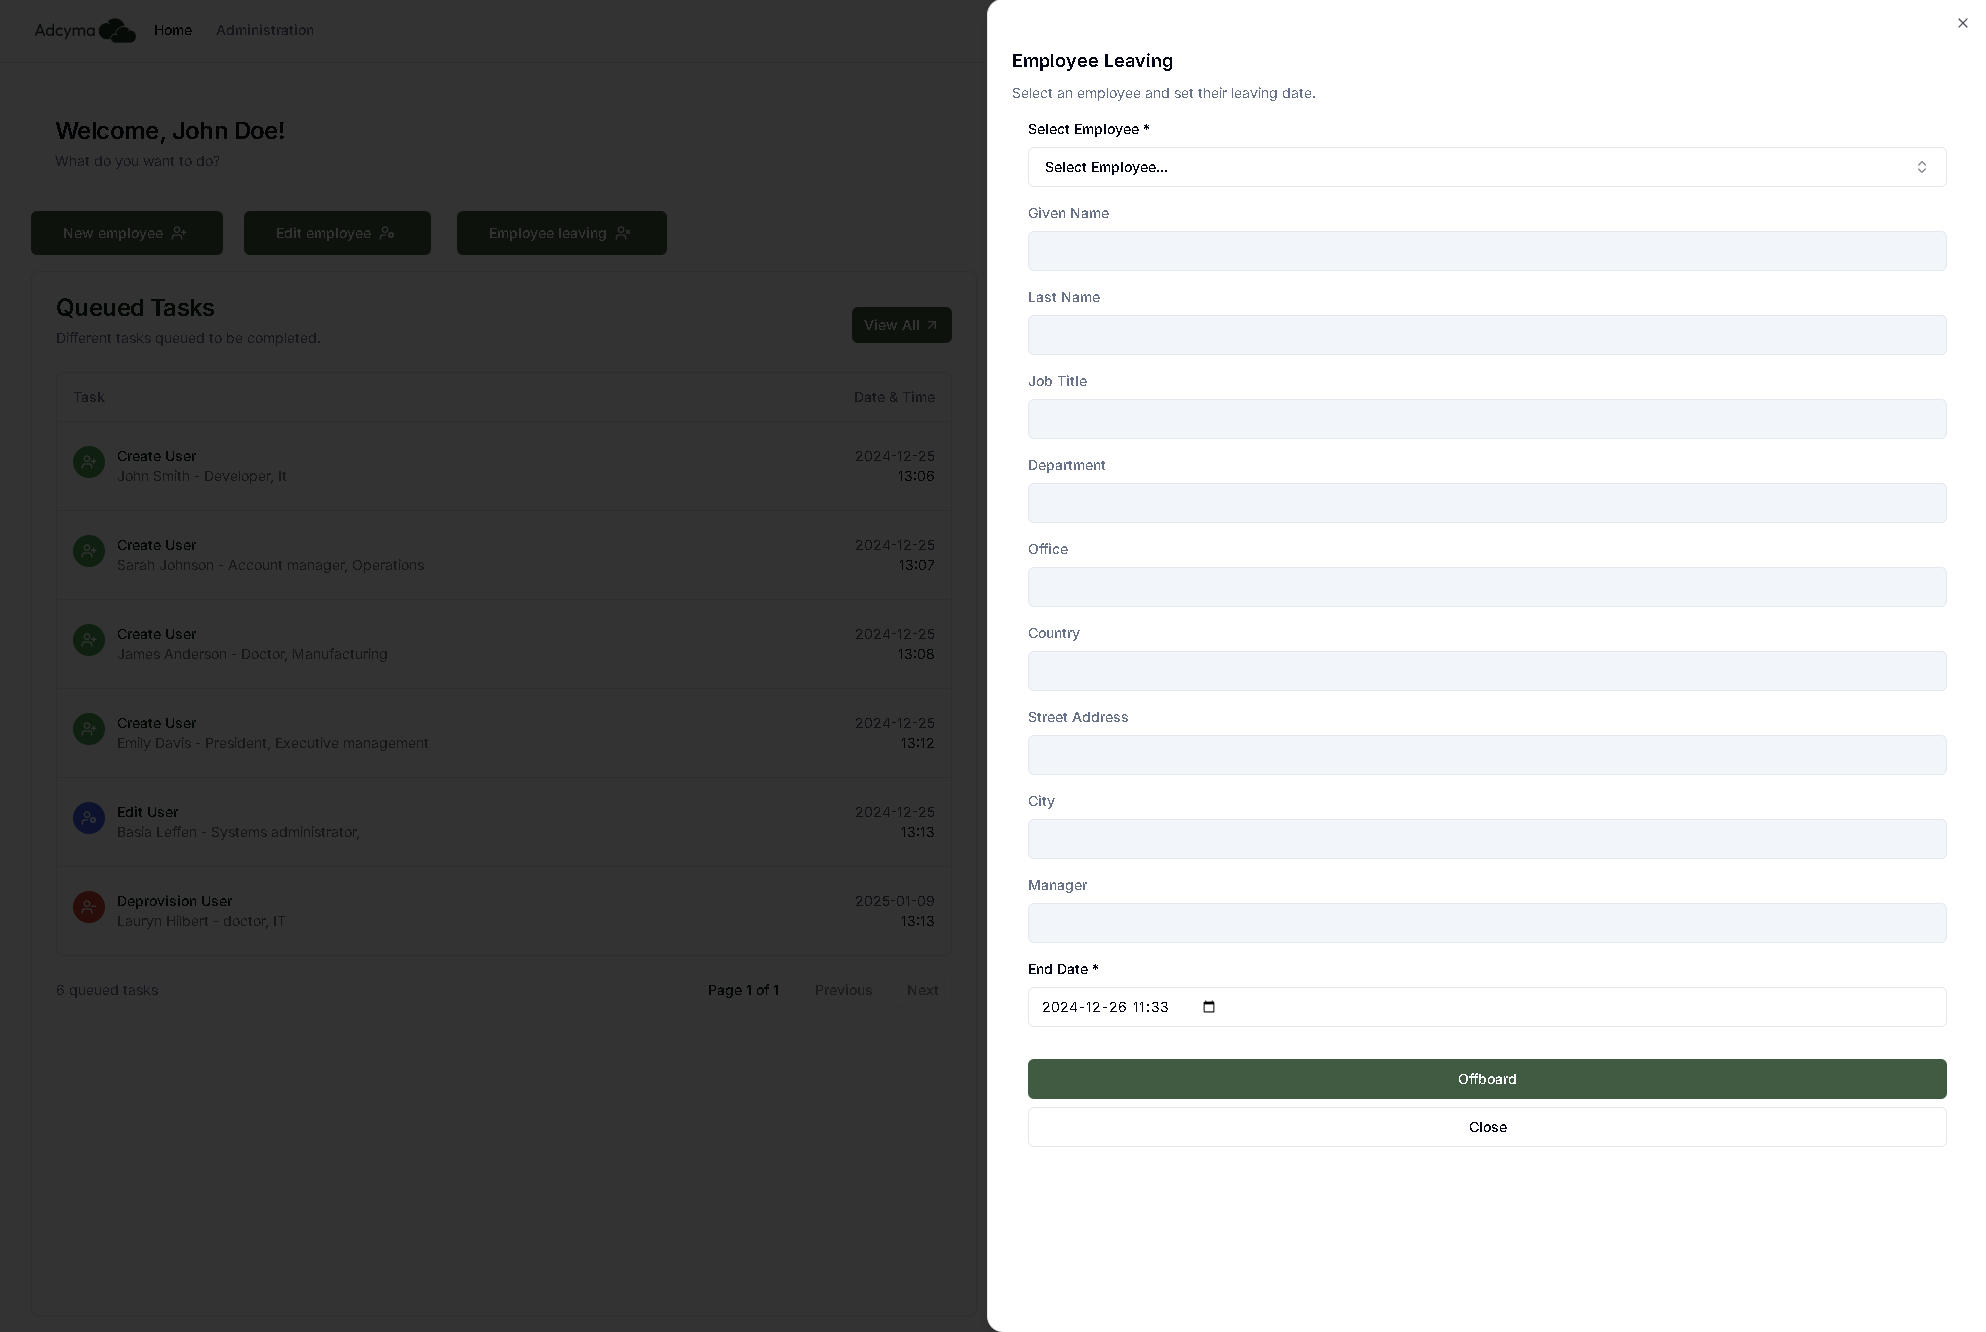 Adcyma Home Administration
Welcome, John Doe!
What do you want to do?
New employee Edit employee Employee leaving
Queued Tasks
Different tasks queued to be completed.
View All
Task Date & Time
Create User 2024-12-25
John Smith - Developer, It 13:06
Create User 2024-12-25
Sarah Johnson - Account manager, Operations 13:07
Create User 2024-12-25
James Anderson - Doctor, Manufacturing 13:08
Create User 2024-12-25
Emily Davis - President, Executive management 13:12
Edit User 2024-12-25
Basia Leffen - Systems administrator, 13:13
Deprovision User 2025-01-09
Lauryn Hilbert - doctor, IT 13:13
6 queued tasks Page 1 of 1 Previous Next
Employee Leaving
Select an employee and set their leaving date.
Select Employee *
Select Employee...
Given Name
Last Name
Job Title
Department
Office
Country
Street Address
City
Manager
End Date *
2024-12-26 11:33
Offboard
Close